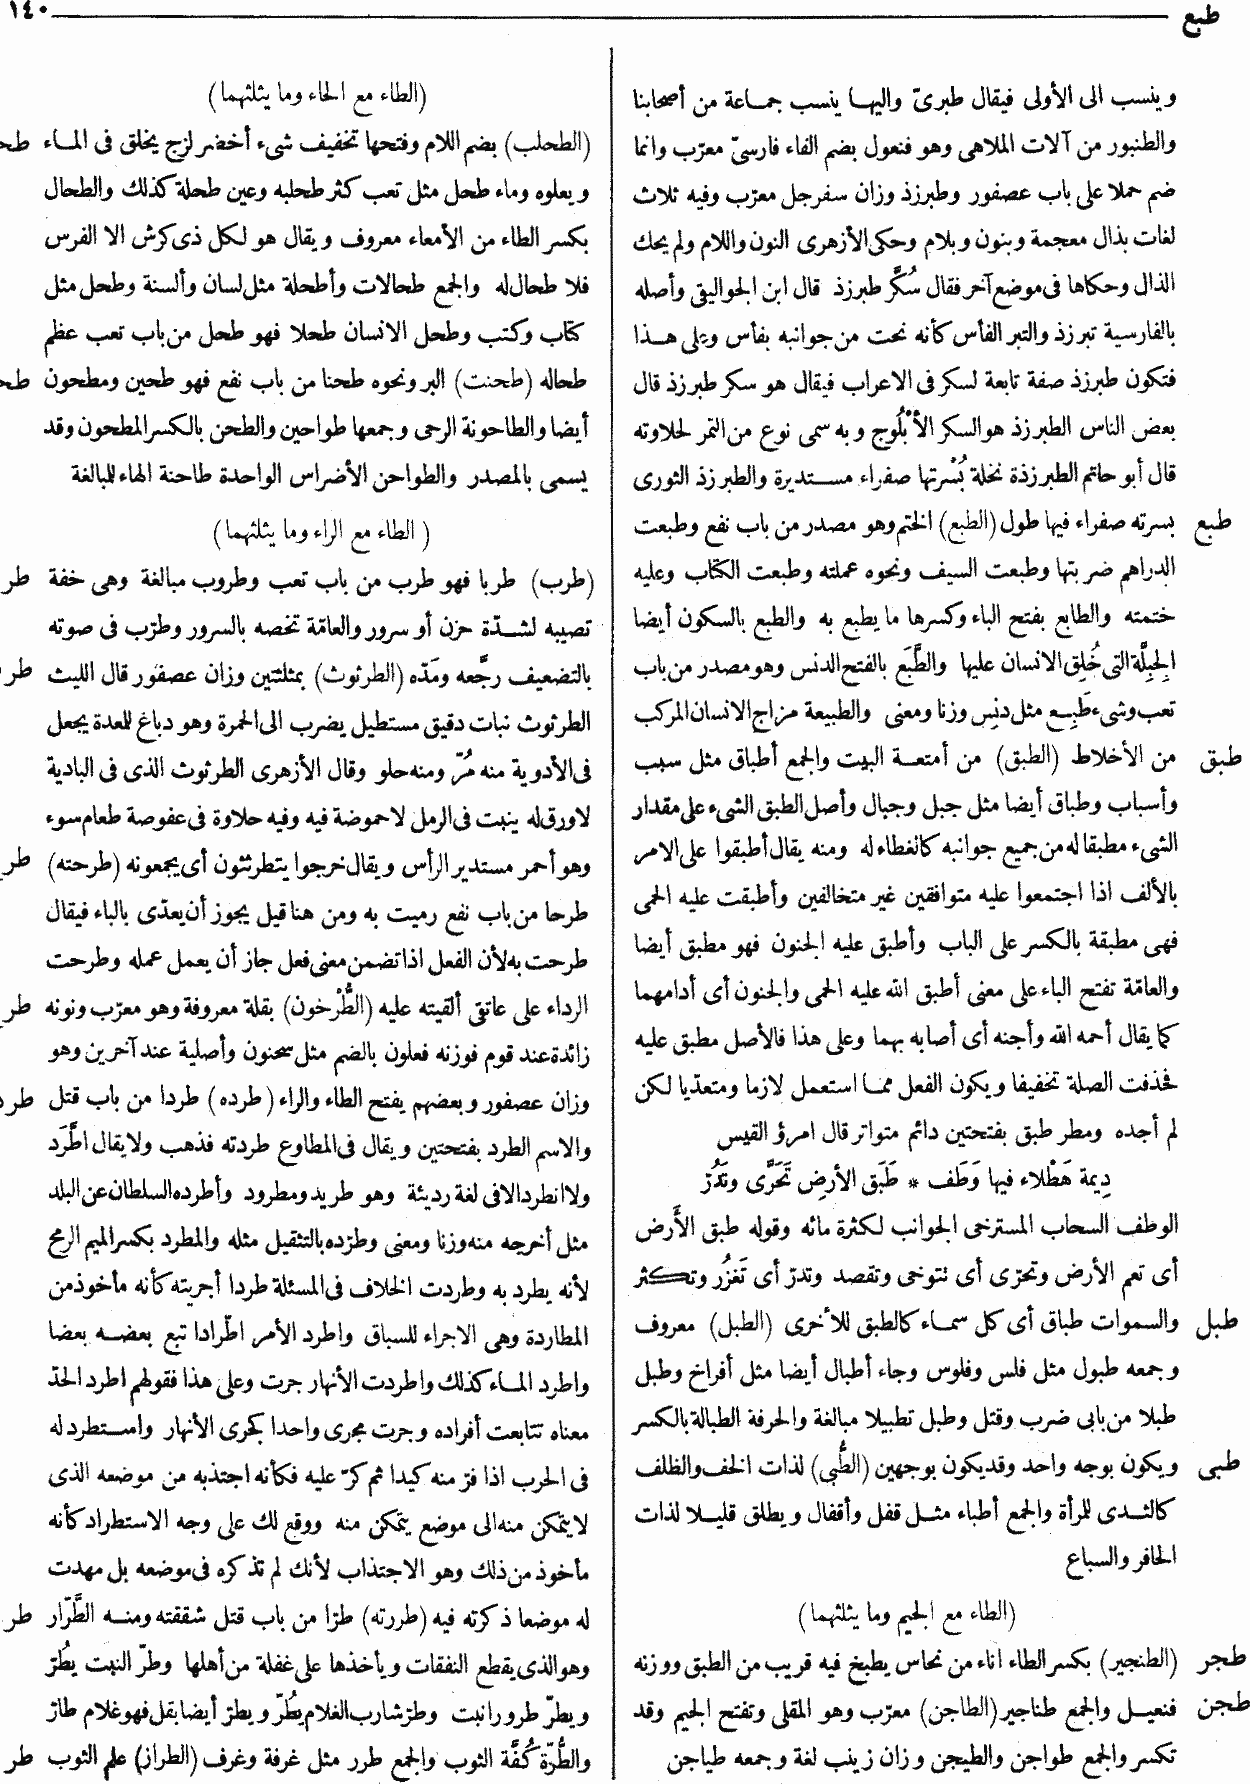 طبع
١٤٠
وينسب الى الأولى فيقال طبرىّ واليها ينسب جماعة من أصحابنا
والطنبور من آلات الملاهى وهو فنعول بضم الفاء فارسىّ معرّب وانما
ضم حملا على باب عصفور وطبرزذ وزان سفرجل معرّب وفيه ثلاث
لغات بذال معجمة وبنون وبلام وحكى الأزهرى النون واللام ولم يحك
الذال وحكاها فى موضع آخر فقال سُكَّر طبرزذ قال ابن الجواليقى وأصله
بالفارسية تبرزذ والتبر الفأس كأنه نحت من جوانبه بفأس وعلى هذا
فتكون طبرزذ صفة تابعة لسكر فى الاعراب فيقال هو سكر طبرزذ قال
بعض الناس الطبرزذ هو السكر الأُبْلُوج وبه سمى نوع من التمر لحلاوته
قال أبو حاتم الطبرزذة نخلة بُسْرتها صفراء مستديرة والطبرزذ الثورى
طبع بسرته صفراء فيها طول (الطبع) الختم وهو مصدر من باب نفع وطبعت
الدراهم ضربتها وطبعت السيف ونحوه عملته وطبعت الكتاب وعليه
ختمته والطابع بفتح الباء وكسرها ما يطبع به والطبع بالسكون أيضا
الجِبِلَّة التى خُلِق الانسان عليها والطَّبَع بالفتح الدنس وهو مصدر من باب
تعب وشىء طَبِع مثل دنِس وزنا ومعنى والطبيعة مزاج الانسان المركب
طبق من الأخلاط (الطبق) من أمتعة البيت والجمع أطباق مثل سبب
وأسباب وطباق أيضا مثل جبل وجبال وأصل الطبق الشىء على مقدار
الشىء مطبقا له من جميع جوانبه كالغطاء له ومنه يقال أطبقوا على الامر
بالألف اذا اجتمعوا عليه متوافقين غير متخالفين وأطبقت عليه الحمى
فهى مطبقة بالكسر على الباب وأطبق عليه الجنون فهو مطبق أيضا
والعامّة تفتح الباء على معنى أطبق الله عليه الحمى والجنون أى أدامهما
كما يقال أحمه الله وأجنه أى أصابه بهما وعلى هذا فالأصل مطبق عليه
فحذفت الصلة تخفيفا ويكون الفعل مما استعمل لازما ومتعدّيا لكن
لم أجده ومطر طبق بفتحتين دائم متواتر قال امرؤ القيس
دِيمة هَطْلاء فيها وَطَف * طَبَق الأرضِ تَحَرَّى وتَدُرّ
الوطف السحاب المسترخى الجوانب لكثرة مائه وقوله طبق الأَرض
أى تعم الأرض وتحرّى أى تتوخى وتقصد وتدرّ أى تَغزُر وتكثر
طبل والسموات طباق أى كل سماء كالطبق للأخرى (الطبل) معروف
وجمعه طبول مثل فلس وفلوس وجاء أطبال أيضا مثل أفراخ وطبل
طبلا من بابى ضرب وقتل وطبل تطبيلا مبالغة والحرفة الطبالة بالكسر
طبى ويكون بوجه واحد وقد يكون بوجهين (الطُّبى) لذات الخف والظلف
كالثدى للمرأة والجمع أطباء مثل قفل وأقفال ويطلق قليلا لذات
الحافر والسباع
(الطاء مع الجيم وما يثلثهما)
طجر (الطنجير) بكسر الطاء اناء من نحاس يطبخ فيه قريب من الطبق ووزنه
طجن فنعيل والجمع طناجير (الطاجن) معرّب وهو المقلى وتفتح الجيم وقد
تكسر والجمع طواجن والطيجن وزان زينب لغة وجمعه طياجن
(الطاء مع الحاء وما يثلثهما)
(الطحلب) بضم اللام وفتحها تخفيف شىء أخضر لزج يخلق فى الماء
ويعلوه وماء طحل مثل تعب كثر طحلبه وعين طحلة كذلك والطحال
بكسر الطاء من الأمعاء معروف ويقال هو لكل ذى كرش الا الفرس
فلا طحال له والجمع طحالات وأطحلة مثل لسان وألسنة وطحل مثل
كتاب وكتب وطحل الانسان طحلا فهو طحل من باب تعب عظم
طحاله (طحنت) البر ونحوه طحنا من باب نفع فهو طحين ومطحون
أيضا والطاحونة الرحى وجمعها طواحين والطحن بالكسر المطحون وقد
يسمى بالمصدر والطواحن الأضراس الواحدة طاحنة الهاء للبالغة
(الطاء مع الراء وما يثلثهما)
(طرب) طربا فهو طرب من باب تعب وطروب مبالغة وهى خفة
تصيبه لشدّة حزن أو سرور والعامّة تخصه بالسرور وطرّب فى صوته
بالتضعيف رجَّعه ومَدّه (الطرثوث) بمثلثتين وزان عصفور قال الليث
الطرثوث نبات دقيق مستطيل يضرب الى الحمرة وهو دباغ للعدة يجعل
فى الأدوية منه مُرّ ومنه حلو وقال الأزهرى الطرثوث الذى فى البادية
لا ورق له ينبت فى الرمل لا حموضة فيه وفيه حلاوة فى عفوصة طعام سوء
وهو أحمر مستدير الرأس ويقال خرجوا يتطرثثون أى يجمعونه (طرحته)
طرحا من باب نفع رميت به ومن هنا قيل يجوز أن يعدّى بالباء فيقال
طرحت به لأن الفعل اذا تضمن معنى فعل جاز أن يعمل عمله وطرحت
الرداء على عاتقى ألقيته عليه (الطُّرْخون) بقلة معروفة وهو معرّب ونونه
زائدة عند قوم فوزنه فعلون بالضم مثل سحنون وأصلية عند آخرين وهو
وزان عصفور وبعضهم يفتح الطاء والراء (طرده) طردا من باب قتل
والاسم الطرد بفتحتين ويقال فى المطاوع طردته فذهب ولا يقال اطَّرَد
ولا انطرد الا فى لغة رديئة وهو طريد ومطرود وأطرده السلطان عن البلد
مثل أخرجه منه وزنا ومعنى وطرّده بالتثقيل مثله والمطرد بكسر الميم الرمح
لأنه يطرد به وطردت الخلاف فى المسئلة طردا أجريته كأنه مأخوذ من
المطاردة وهى الاجراء للسباق واطرد الأمر اطّرادا تبع بعضه بعضا
واطرد الماء كذلك واطردت الأنهار جرت وعلى هذا فقولهم اطرد الحدّ
معناه تتابعت أفراده وجرت مجرى واحدا كجرى الأنهار واستطرد له
فى الحرب اذا فرّ منه كيدا ثم كرّ عليه فكأنه اجتذبه من موضعه الذى
لا يتمكن منه الى موضع يتمكن منه ووقع لك على وجه الاستطراد كأنه
مأخوذ من ذلك وهو الاجتذاب لأنك لم تذكره فى موضعه بل مهدت
له موضعا ذكرته فيه (طررته) طرّا من باب قتل شققته ومنه الطَّرّار
وهو الذى يقطع النفقات ويأخذها على غفلة من أهلها وطرّ النبت يطُرّ
ويطرّ طرورا نبت وطرّ شارب الغلام يطُرّ ويطرّ أيضا بقل فهو غلام طارّ
والطُّرّة كُفَّة الثوب والجمع طرر مثل غرفة وغرف (الطراز) علم الثوب